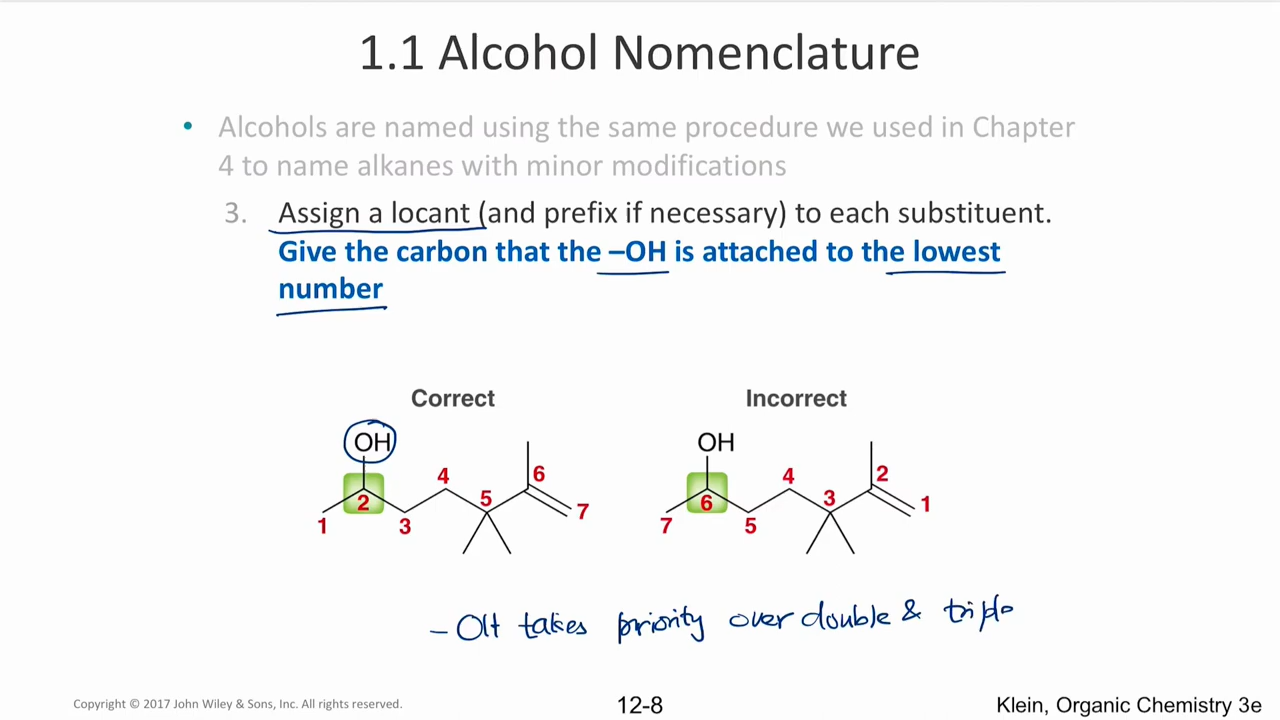 1.1 Alcohol Nomenclature
• Alcohols are named using the same procedure we used in Chapter
4 to name alkanes with minor modifications
3. Assign a locant (and prefix if necessary) to each substituent.
Give the carbon that the –OH is attached to the lowest
number
Correct
OH
1
2
3
4
5
6
7
Incorrect
OH
7
6
5
4
3
2
1
– OH takes priority over double & triple
Copyright © 2017 John Wiley & Sons, Inc. All rights reserved.
12-8
Klein, Organic Chemistry 3e